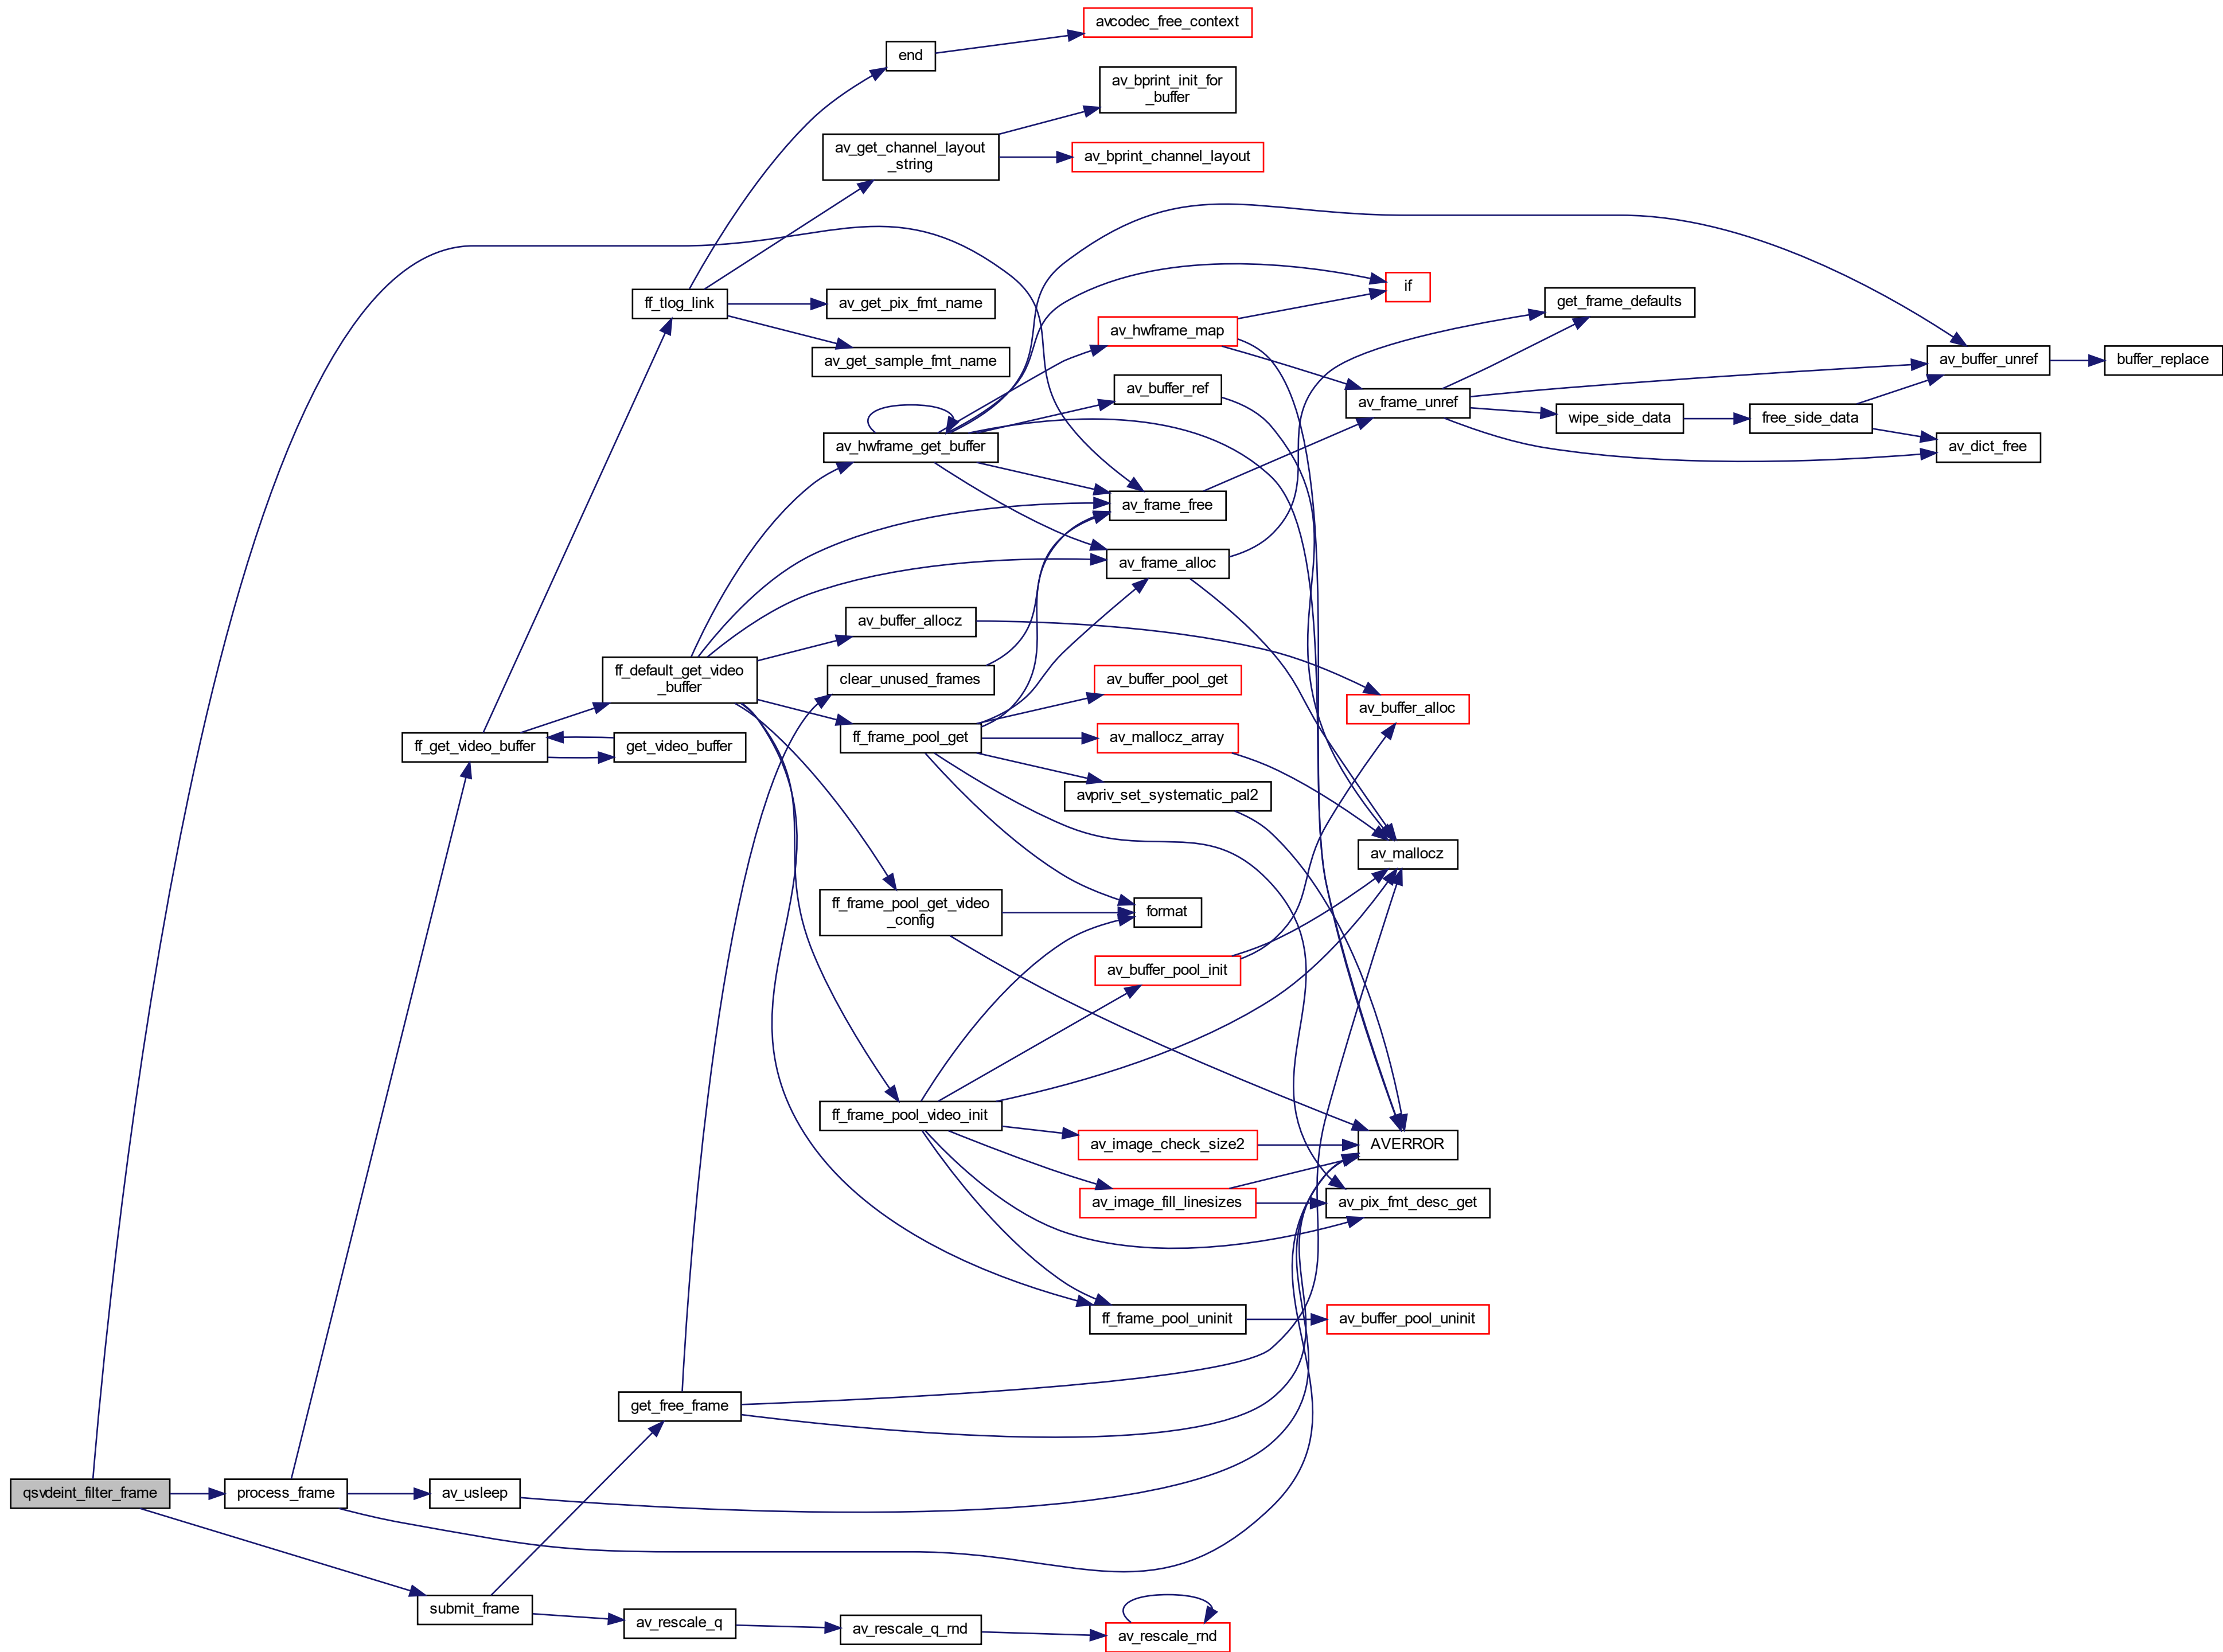 avcodec_free_context
end
av_bprint_init_for
_buffer
av_get_channel_layout
_string
av_bprint_channel_layout
if
ff_tlog_link
av_get_pix_fmt_name
get_frame_defaults
av_hwframe_map
av_get_sample_fmt_name
av_buffer_unref
buffer_replace
av_buffer_ref
av_frame_unref
wipe_side_data
free_side_data
av_hwframe_get_buffer
av_dict_free
av_frame_free
av_frame_alloc
av_buffer_allocz
ff_default_get_video
_buffer
clear_unused_frames
av_buffer_pool_get
av_buffer_alloc
ff_get_video_buffer
get_video_buffer
ff_frame_pool_get
av_mallocz_array
avpriv_set_systematic_pal2
av_mallocz
ff_frame_pool_get_video
_config
format
av_buffer_pool_init
ff_frame_pool_video_init
av_image_check_size2
AVERROR
av_image_fill_linesizes
av_pix_fmt_desc_get
ff_frame_pool_uninit
av_buffer_pool_uninit
get_free_frame
qsvdeint_filter_frame
process_frame
av_usleep
submit_frame
av_rescale_q
av_rescale_q_rnd
av_rescale_rnd